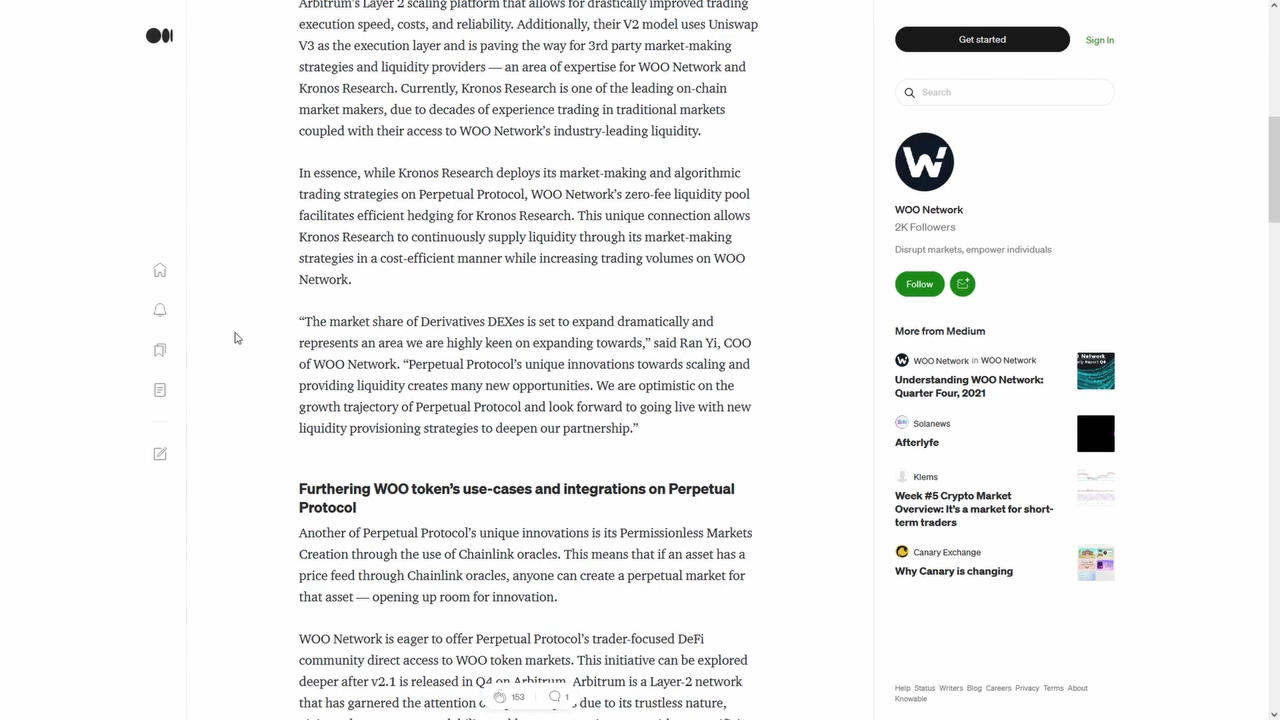 Arbitrum's Layer 2 scaling platform that allows for drastically improved trading
execution speed, costs, and reliability. Additionally, their V2 model uses Uniswap
V3 as the execution layer and is paving the way for 3rd party market-making
strategies and liquidity providers — an area of expertise for WOO Network and
Kronos Research. Currently, Kronos Research is one of the leading on-chain
market makers, due to decades of experience trading in traditional markets
coupled with their access to WOO Network's industry-leading liquidity.
In essence, while Kronos Research deploys its market-making and algorithmic
trading strategies on Perpetual Protocol, WOO Network's zero-fee liquidity pool
facilitates efficient hedging for Kronos Research. This unique connection allows
Kronos Research to continuously supply liquidity through its market-making
strategies in a cost-efficient manner while increasing trading volumes on WOO
Network.
“The market share of Derivatives DEXes is set to expand dramatically and
represents an area we are highly keen on expanding towards,” said Ran Yi, COO
of WOO Network. “Perpetual Protocol's unique innovations towards scaling and
providing liquidity creates many new opportunities. We are optimistic on the
growth trajectory of Perpetual Protocol and look forward to going live with new
liquidity provisioning strategies to deepen our partnership.”
Furthering WOO token's use-cases and integrations on Perpetual
Protocol
Another of Perpetual Protocol's unique innovations is its Permissionless Markets
Creation through the use of Chainlink oracles. This means that if an asset has a
price feed through Chainlink oracles, anyone can create a perpetual market for
that asset — opening up room for innovation.
WOO Network is eager to offer Perpetual Protocol's trader-focused DeFi
community direct access to WOO token markets. This initiative can be explored
deeper after v2.1 is released in Q4 on Arbitrum. Arbitrum is a Layer-2 network
that has garnered the attention of due to its trustless nature,
153
1
Get started
Sign In
Search
WOO Network
2K Followers
Disrupt markets, empower individuals
Follow
More from Medium
WOO Network in WOO Network
Understanding WOO Network:
Quarter Four, 2021
Solanews
Afterlyfe
Klems
Week #5 Crypto Market
Overview: It's a market for short-
term traders
Canary Exchange
Why Canary is changing
Help Status Writers Blog Careers Privacy Terms About
Knowable